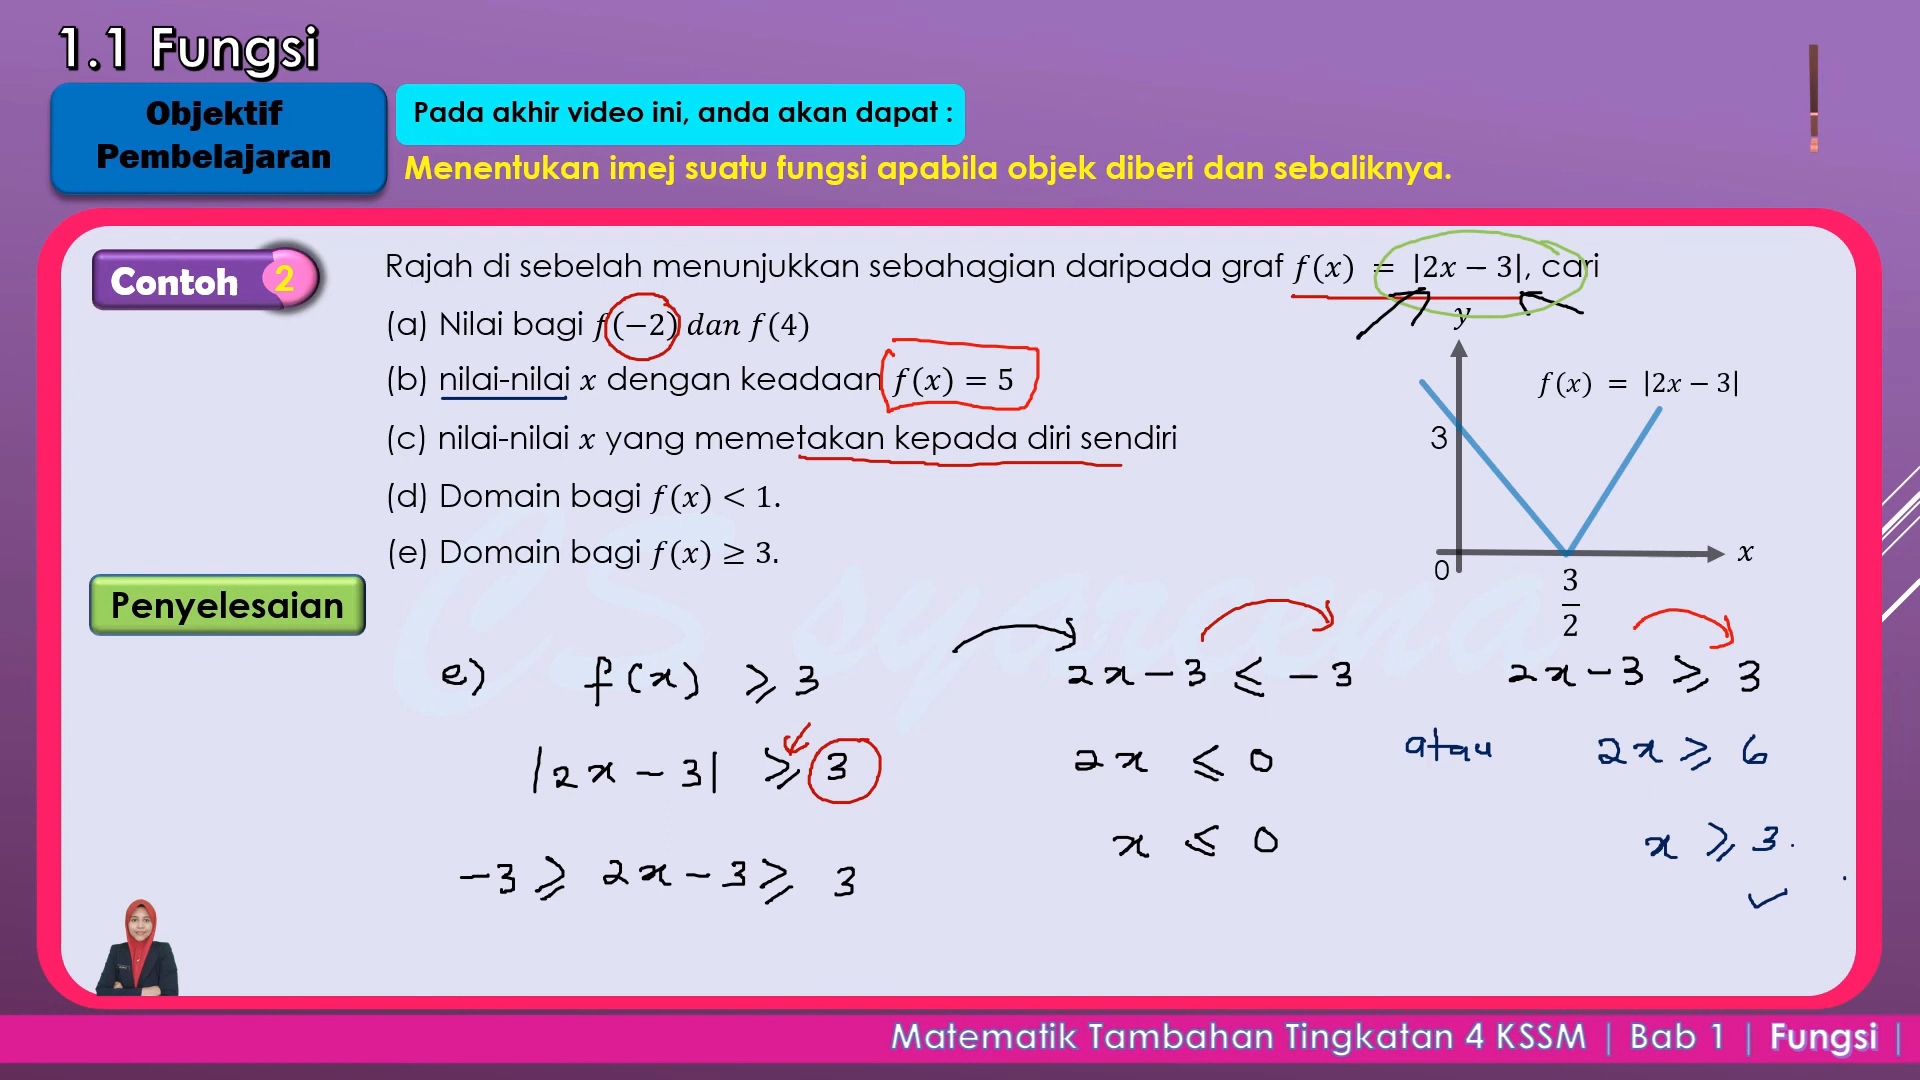 1.1 Fungsi
Objektif
Pembelajaran
Pada akhir video ini, anda akan dapat :
Menentukan imej suatu fungsi apabila objek diberi dan sebaliknya.
Contoh 2
Rajah di sebelah menunjukkan sebahagian daripada graf f(x) = |2x − 3|, cari
(a) Nilai bagi f(−2) dan f(4)
(b) nilai-nilai x dengan keadaan f(x) = 5
(c) nilai-nilai x yang memetakan kepada diri sendiri
(d) Domain bagi f(x) < 1.
(e) Domain bagi f(x) ≥ 3.
y
f(x) = |2x − 3|
3
0
x
3
2
Penyelesaian
e) f(x) ≥ 3
|2x − 3| ≥ 3
−3 ≥ 2x − 3 ≥ 3
2x − 3 ≤ −3
2x ≤ 0
x ≤ 0
atau
2x − 3 ≥ 3
2x ≥ 6
x ≥ 3.
CS syarena
Matematik Tambahan Tingkatan 4 KSSM | Bab 1 | Fungsi |